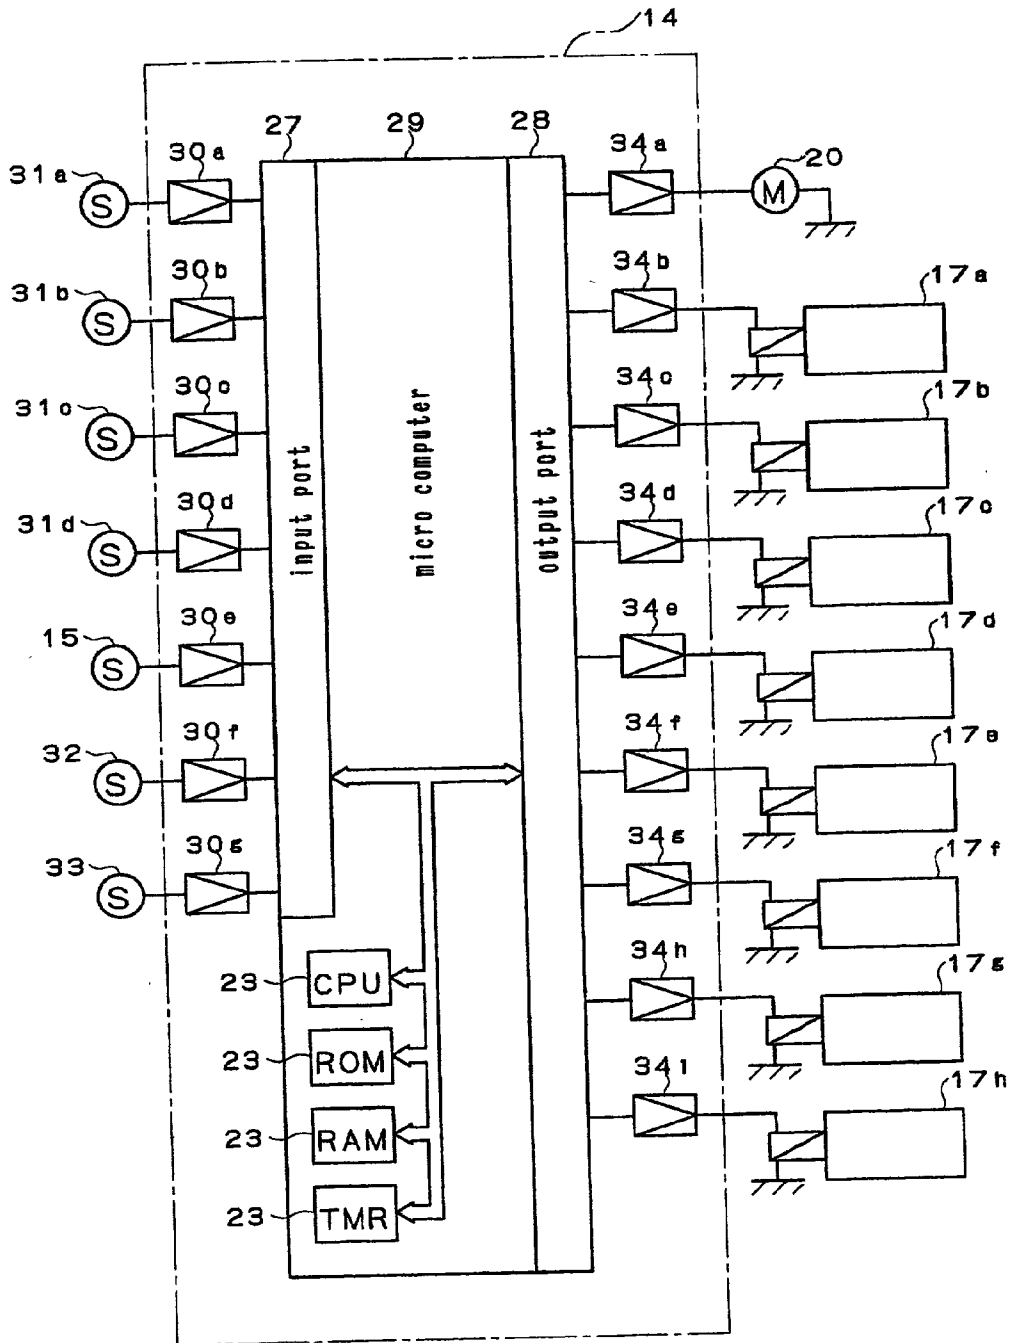 14
27
29
28
30a
34a
20
31a
S
M
30b
34b
17a
31b
S
30c
34c
17b
31c
S
30d
34d
17c
31d
S
input port
micro computer
output port
30e
34e
17d
15
S
30f
34f
17e
32
S
30g
34g
17f
33
S
23
CPU
34h
17g
23
ROM
34i
17h
23
RAM
23
TMR